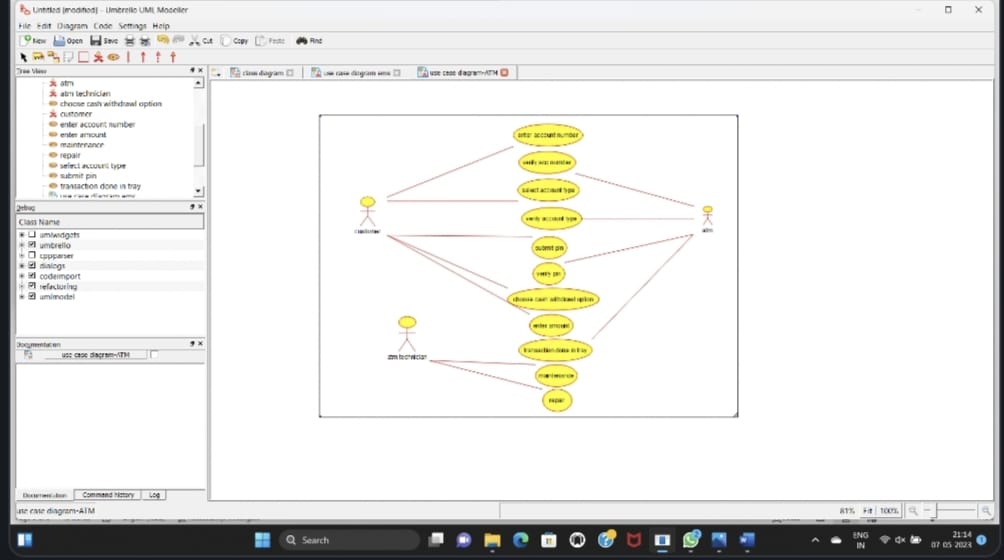 Untitled [modified] - Umbrello UML Modeller
File Edit Diagram Code Settings Help
New Open Save Cut Copy Paste Find
Tree View
class diagram use case diagram ems use case diagram-ATM
atm
atm technician
choose cash withdrawl option
customer
enter account number
enter amount
maintenance
repair
select account type
submit pin
transaction done in tray
use case diagram ems
Debug
Class Name
umlwidgets
umbrello
cppparser
dialogs
codeimport
refactoring
umlmodel
Documentation
use case diagram-ATM
enter account number
verify acc number
select account type
customer
verify account type
atm
submit pin
verify pin
choose cash withdrawl option
enter amount
atm technician
transaction done in tray
maintenance
repair
Documentation Command history Log
use case diagram-ATM
81% Fit 100%
Search
ENG
IN
21:14
07-05-2023